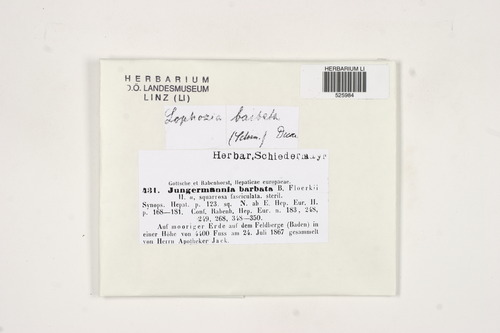 HERBARIUM
O.Ö. LANDESMUSEUM
LINZ (LI)
HERBARIUM LI
525984
Lophozia barbata
(Schm.) Dum.
Herbar, Schiedermayr
Gottsche et Rabenhorst, Hepaticae europaeae.
431. Jungermannia barbata B. Floerkii
II. α, squarrosa fasciculata. steril.
Synops. Hepat. p. 123. sq. N. ab E. Hep. Eur. II.
p. 168—181. Conf. Rabenh. Hep. Eur. n. 183, 248,
249, 268, 348—350.
Auf mooriger Erde auf dem Feldberge (Baden) in
einer Höhe von 4400 Fuss am 24. Juli 1867 gesammelt
von Herrn Apotheker Jack.